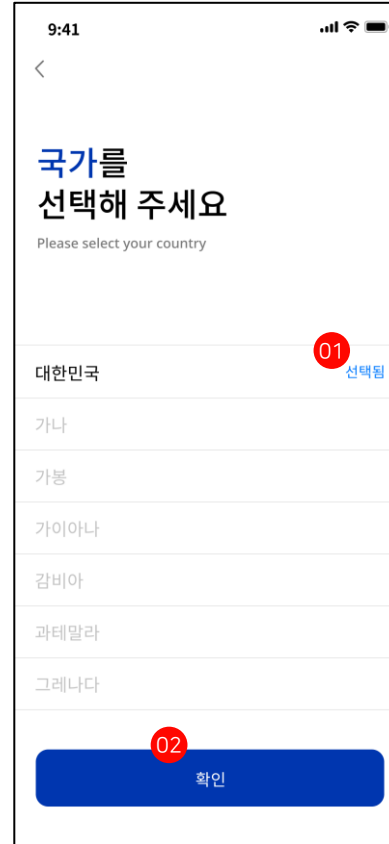 9:41
국가를
선택해 주세요
Please select your country
01
대한민국 선택됨
가나
가봉
가이아나
감비아
과테말라
그레나다
02
확인